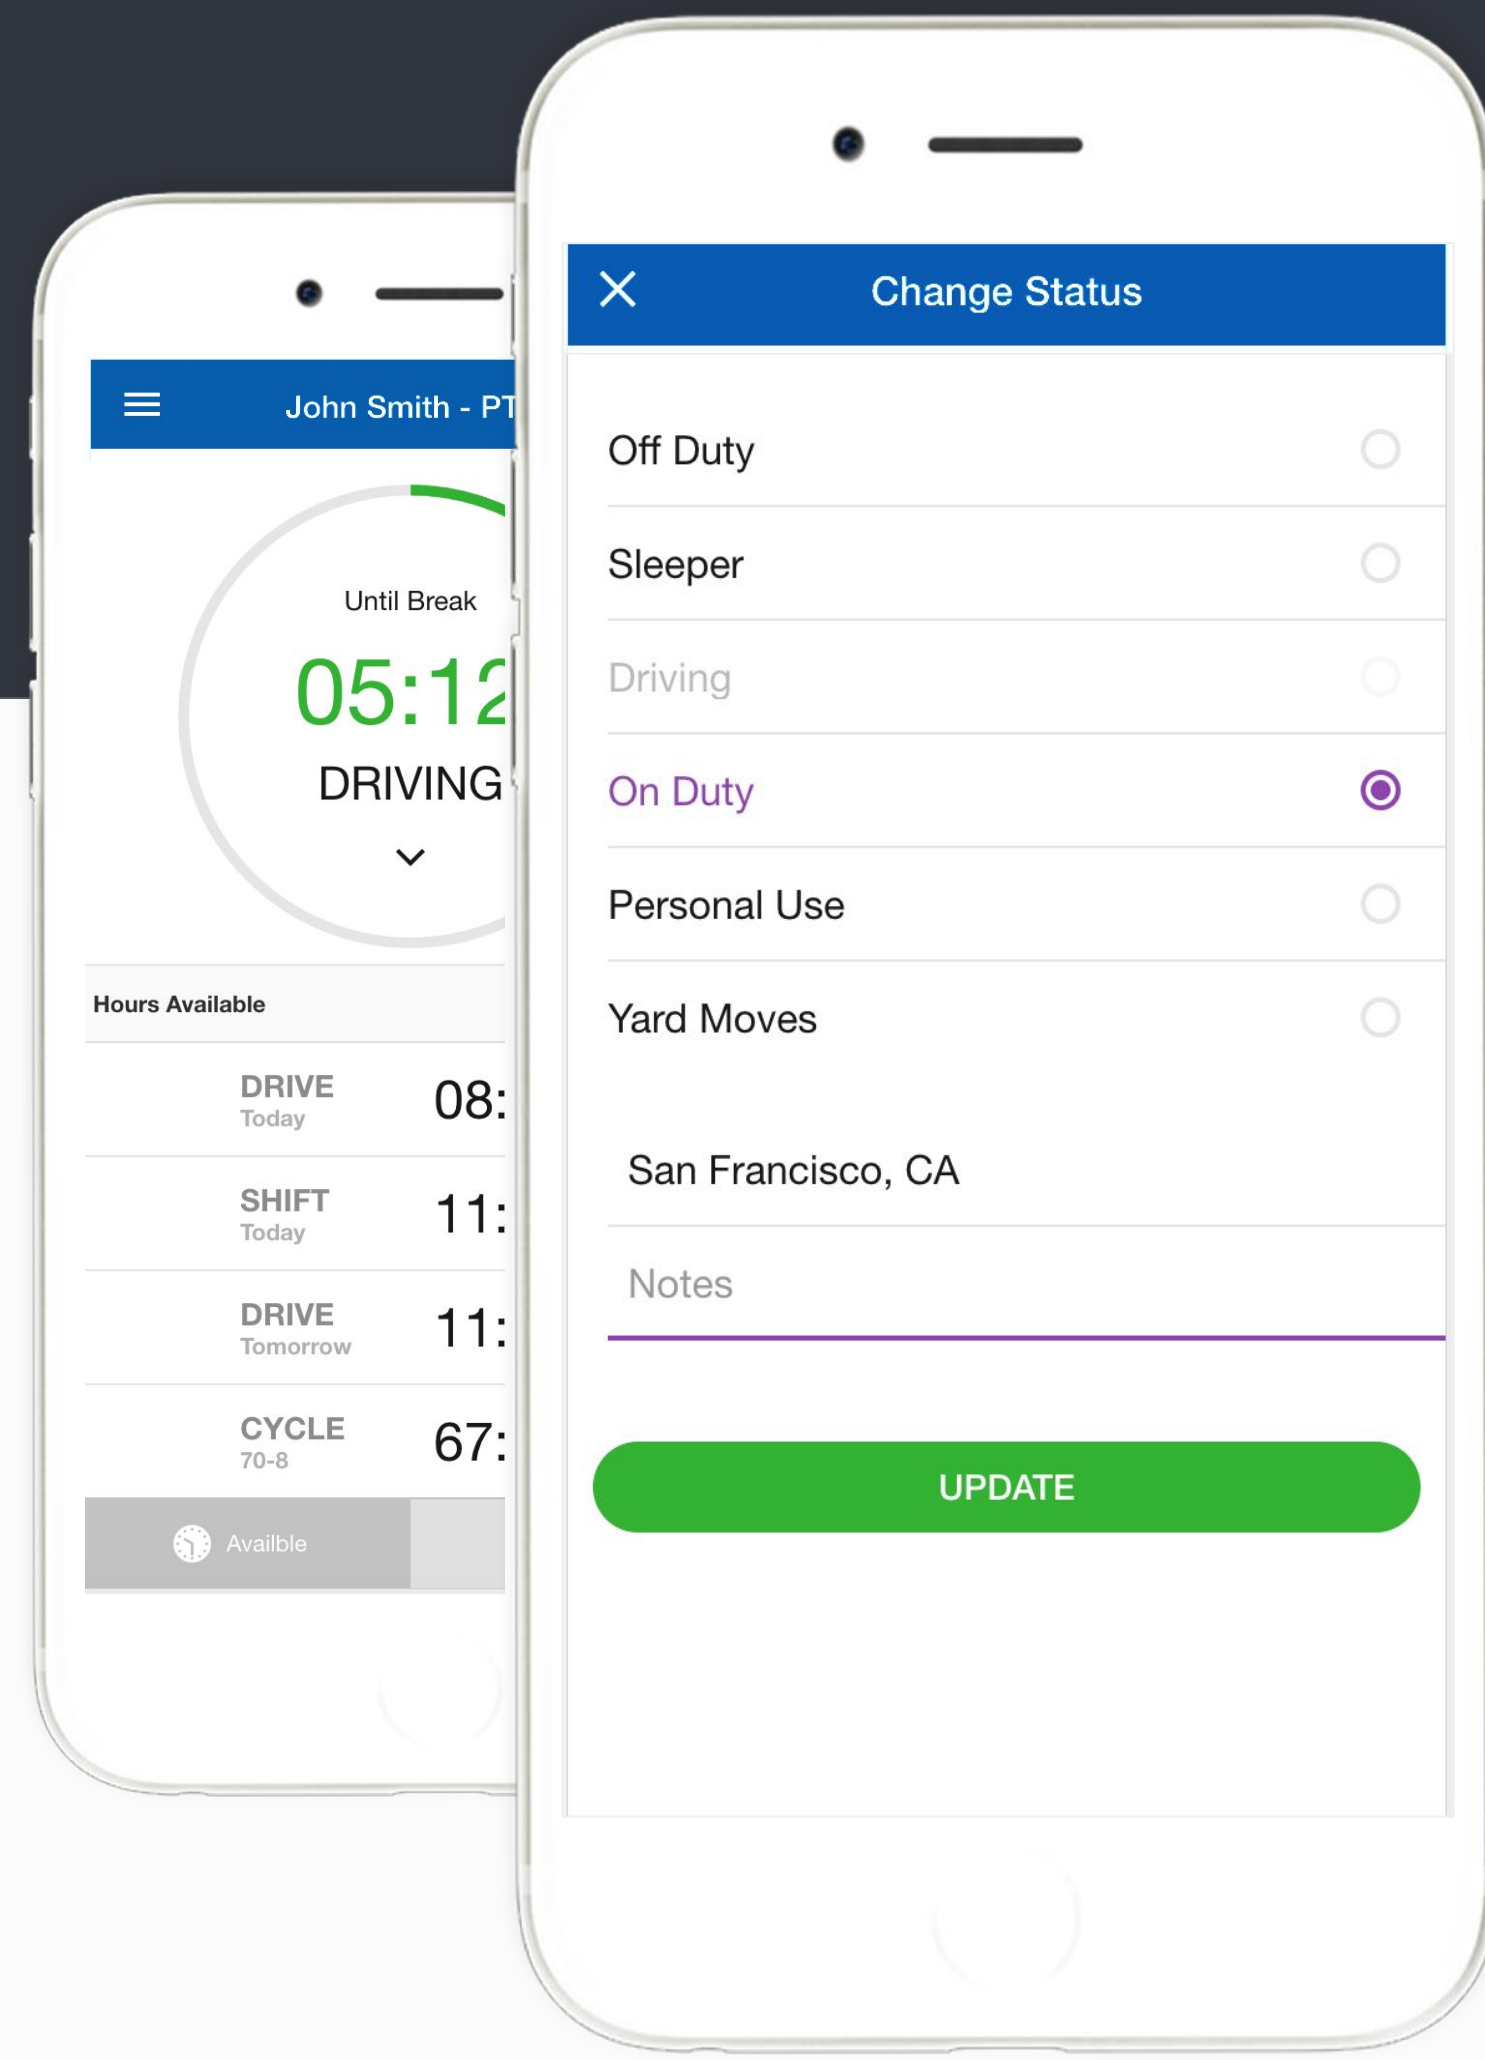 John Smith - PT
Until Break
05:12
DRIVING
Hours Available
DRIVE
Today
08:
SHIFT
Today
11:
DRIVE
Tomorrow
11:
CYCLE
70-8
67:
Availble
Change Status
Off Duty
Sleeper
Driving
On Duty
Personal Use
Yard Moves
San Francisco, CA
Notes
UPDATE